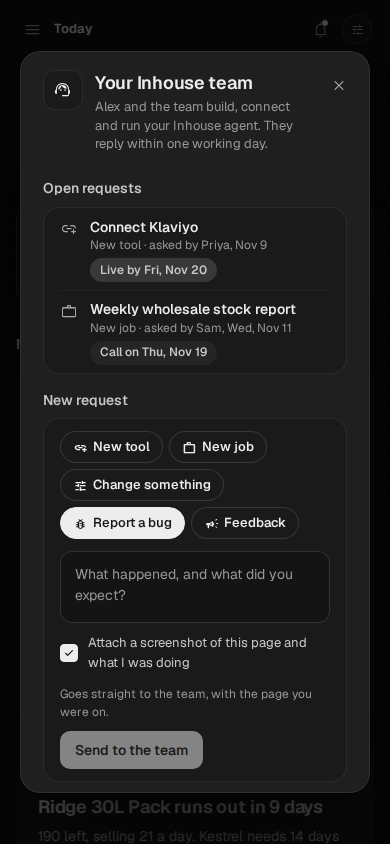 Today
Your Inhouse team
Alex and the team build, connect
and run your Inhouse agent. They
reply within one working day.
Open requests
Connect Klaviyo
New tool · asked by Priya, Nov 9
Live by Fri, Nov 20
Weekly wholesale stock report
New job · asked by Sam, Wed, Nov 11
Call on Thu, Nov 19
New request
New tool
New job
Change something
Report a bug
Feedback
What happened, and what did you
expect?
Attach a screenshot of this page and
what I was doing
Goes straight to the team, with the page you
were on.
Send to the team
Ridge 30L Pack runs out in 9 days
190 left, selling 21 a day. Kestrel needs 14 days